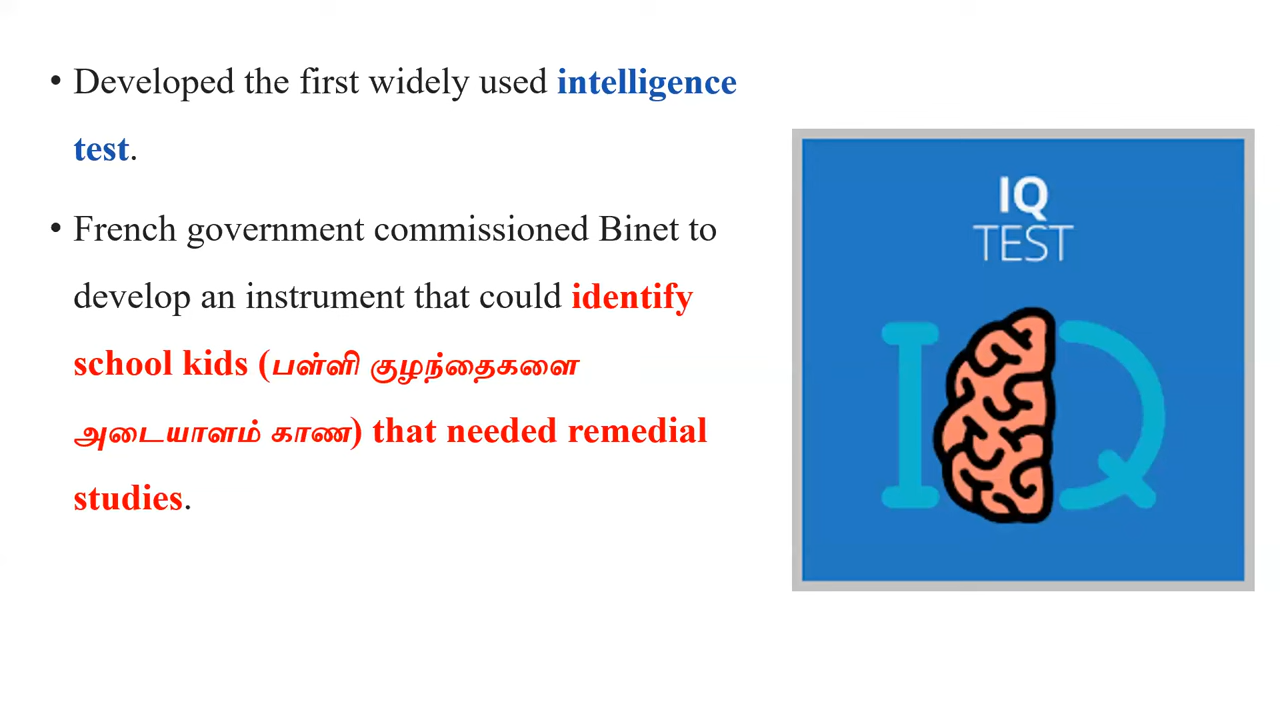 • Developed the first widely used intelligence
test.
• French government commissioned Binet to
develop an instrument that could identify
school kids (பள்ளி குழந்தைகளை
அடையாளம் காண) that needed remedial
studies.
IQ
TEST
IQ